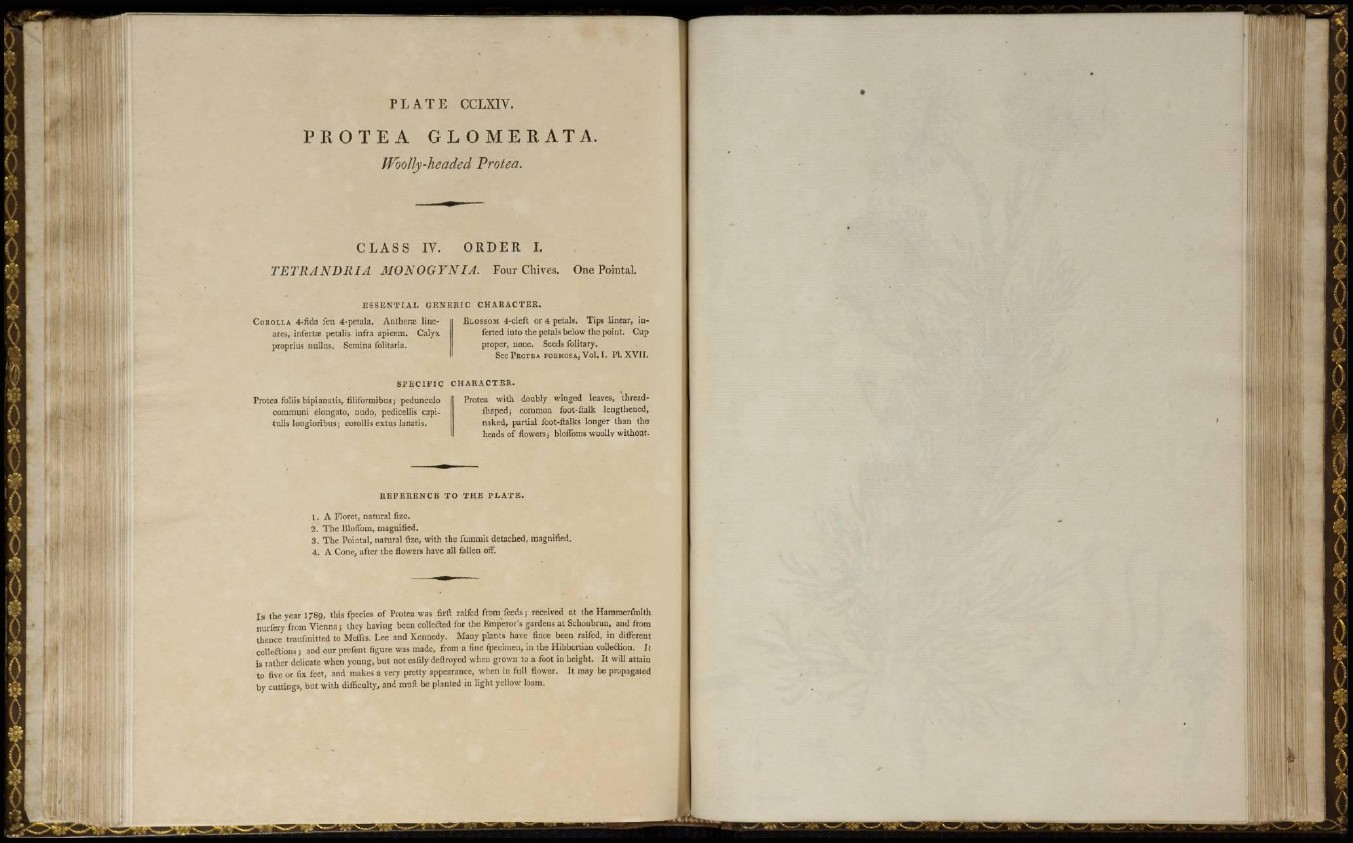 PLATE CCLXIV.
PROTEA GLOMERATA.
Woolly-headed Protea.
CLASS IV. ORDER I.
TETRANDRIA MONOGYNIA. Four Chives. One Pointal.
ESSENTIAL GENERIC CHARACTER.
Corolla 4-fida ſeu 4-petala. Antheræ line-
ares, inſertæ petalis infra apicem. Calyx
proprius nullus. Semina ſolitaria.
Blossom 4-cleft or 4 petals. Tips linear, in-
ſerted into the petals below the point. Cup
proper, none. Seeds ſolitary.
See Protea formosa, Vol. I. Pl. XVII.
SPECIFIC CHARACTER.
Protea foliis bipinnatis, filiformibus; pedunculo
communi elongato, nudo, pedicellis capi-
tulis longioribus; corollis extus lanatis.
Protea with doubly winged leaves, thread-
ſhaped; common foot-ſtalk lengthened,
naked, partial foot-ſtalks longer than the
heads of flowers; bloſſoms woolly without.
REFERENCE TO THE PLATE.
1. A Floret, natural ſize.
2. The Bloſſom, magnified.
3. The Pointal, natural ſize, with the ſummit detached, magnified.
4. A Cone, after the flowers have all fallen off.
In the year 1789, this ſpecies of Protea was firſt raiſed from ſeeds; received at the Hammerſmith
nurſery from Vienna; they having been collected for the Emperor's gardens at Schonbrun, and from
thence tranſmitted to Meſſrs. Lee and Kennedy. Many plants have ſince been raiſed, in different
collections; and our preſent figure was made, from a fine ſpecimen, in the Hibbertian collection. It
is rather delicate when young, but not eaſily deſtroyed when grown to a foot in height. It will attain
to five or ſix feet, and makes a very pretty appearance, when in full flower. It may be propagated
by cuttings, but with difficulty, and muſt be planted in light yellow loam.